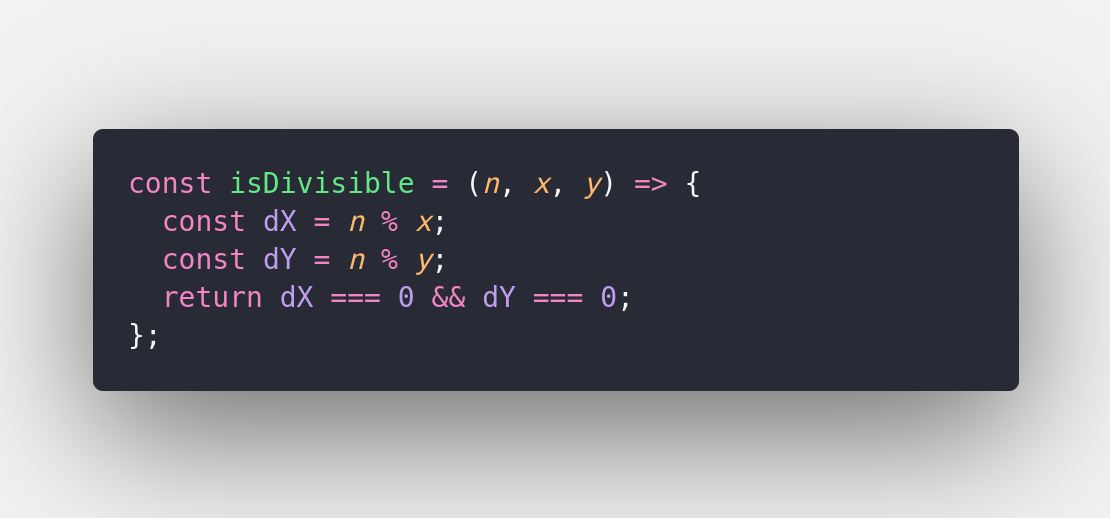 const isDivisible = (n, x, y) => {
  const dX = n % x;
  const dY = n % y;
  return dX === 0 && dY === 0;
};